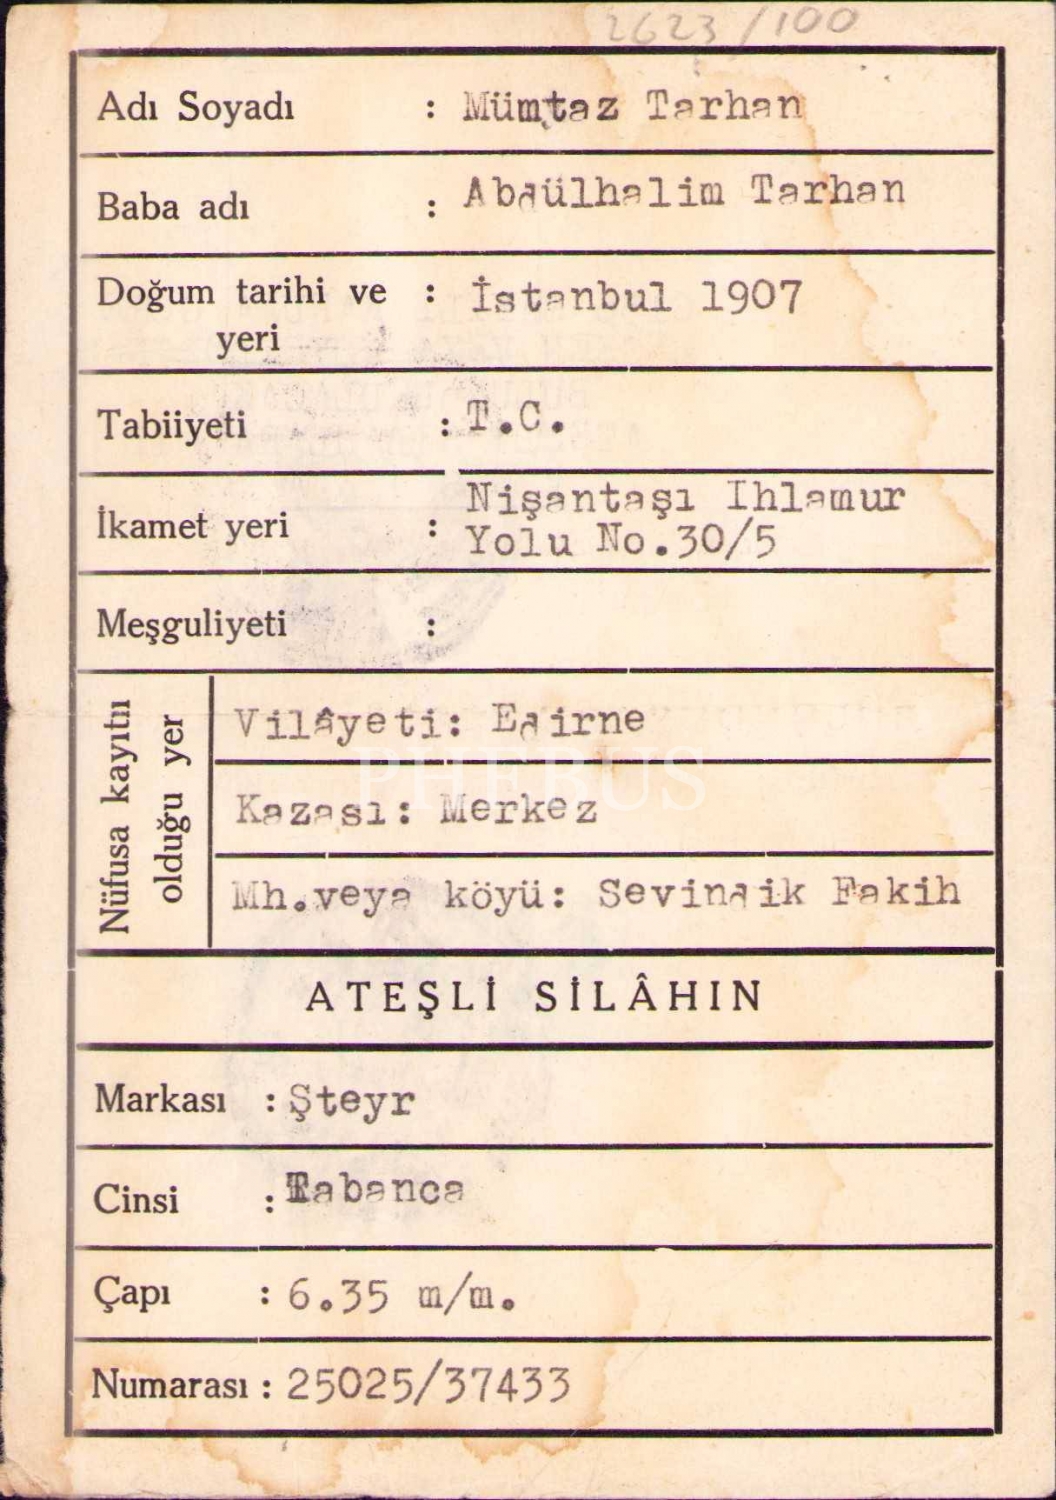 2623/100
Adı Soyadı : Mümtaz Tarhan
Baba adı : Abdülhalim Tarhan
Doğum tarihi ve : İstanbul 1907
yeri
Tabiiyeti : T.C.
İkamet yeri : Nişantaşı Ihlamur
Yolu No.30/5
Meşguliyeti :
Nüfusa kayıtlı
olduğu yer
Vilâyeti: Edirne
Kazası: Merkez
Mh.veya köyü: Sevindik Fakih
PHEBUS
ATEŞLİ SİLÂHIN
Markası : Şteyr
Cinsi : Tabanca
Çapı : 6.35 m/m.
Numarası : 25025/37433